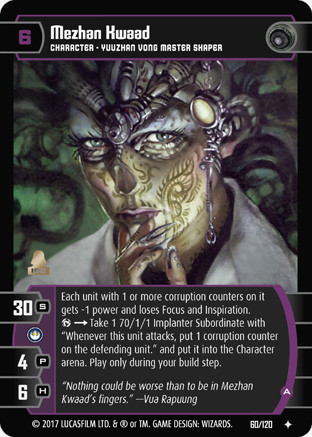 6
Mezhan Kwaad
CHARACTER - YUUZHAN VONG MASTER SHAPER
30 S
4 P
6 H
Each unit with 1 or more corruption counters on it
gets -1 power and loses Focus and Inspiration.
→ Take 1 70/1/1 Implanter Subordinate with
“Whenever this unit attacks, put 1 corruption counter
on the defending unit.” and put it into the Character
arena. Play only during your build step.
“Nothing could be worse than to be in Mezhan
Kwaad’s fingers.” —Vua Rapuung
A
© 2017 LUCASFILM LTD. & ® or TM. GAME DESIGN: WIZARDS.
60/120